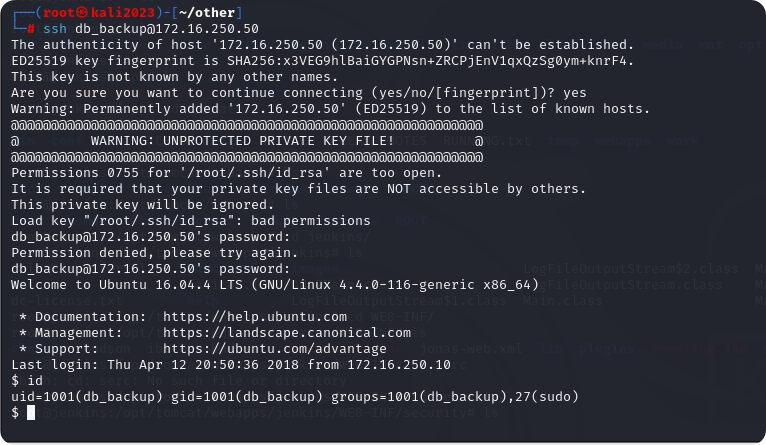 ┌──(root㉿kali2023)-[~/other]
└─# ssh db_backup@172.16.250.50
The authenticity of host '172.16.250.50 (172.16.250.50)' can't be established.
ED25519 key fingerprint is SHA256:x3VEG9hlBaiGYGPNsn+ZRCPjEnV1qxQzSg0ym+knrF4.
This key is not known by any other names.
Are you sure you want to continue connecting (yes/no/[fingerprint])? yes
Warning: Permanently added '172.16.250.50' (ED25519) to the list of known hosts.
@@@@@@@@@@@@@@@@@@@@@@@@@@@@@@@@@@@@@@@@@@@@@@@@@@@@@@@@@@@
@         WARNING: UNPROTECTED PRIVATE KEY FILE!          @
@@@@@@@@@@@@@@@@@@@@@@@@@@@@@@@@@@@@@@@@@@@@@@@@@@@@@@@@@@@
Permissions 0755 for '/root/.ssh/id_rsa' are too open.
It is required that your private key files are NOT accessible by others.
This private key will be ignored.
Load key "/root/.ssh/id_rsa": bad permissions
db_backup@172.16.250.50's password:
Permission denied, please try again.
db_backup@172.16.250.50's password:
LogFileOutputStream$2.class
Welcome to Ubuntu 16.04.4 LTS (GNU/Linux 4.4.0-116-generic x86_64)
LogFileOutputStream$1.class Main.class
 * Documentation:  https://help.ubuntu.com
 * Management:     https://landscape.canonical.com
 * Support:        https://ubuntu.com/advantage
Last login: Thu Apr 12 20:50:36 2018 from 172.16.250.10
$ id
uid=1001(db_backup) gid=1001(db_backup) groups=1001(db_backup),27(sudo)
$